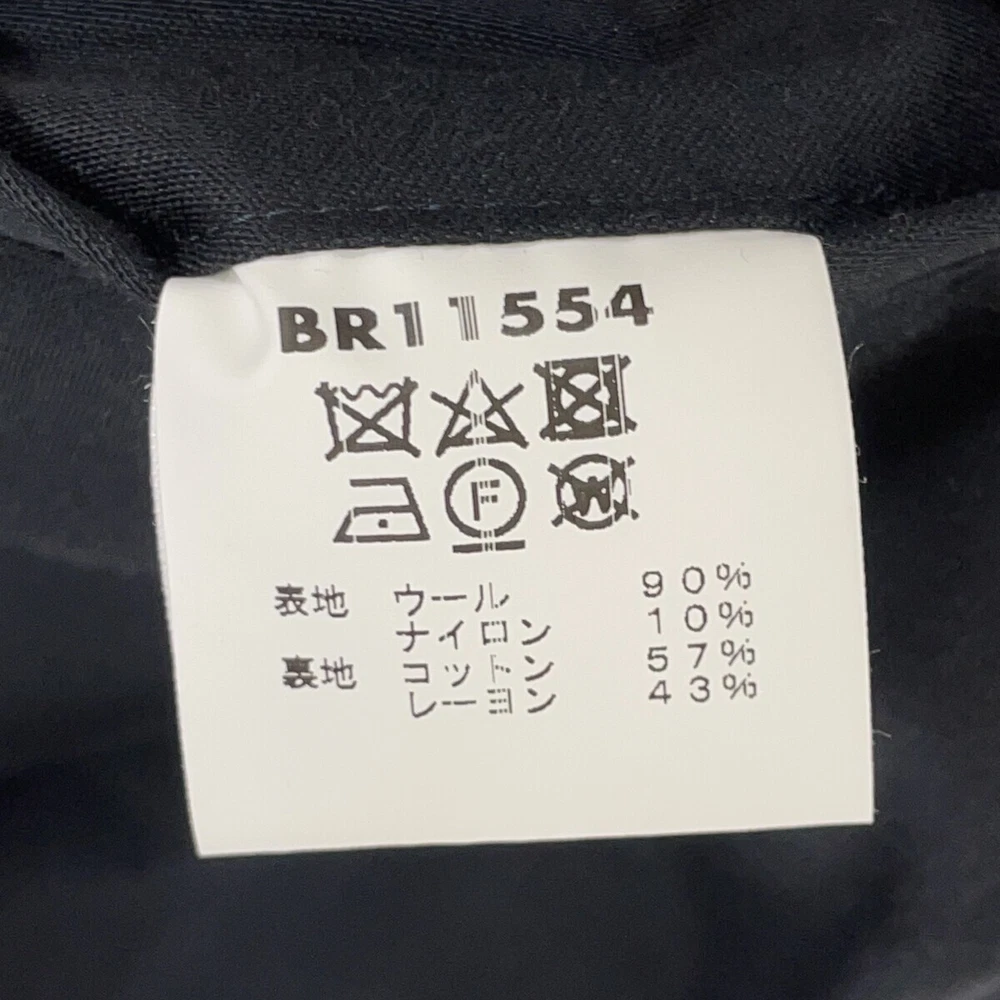 BR11554
F
表地 ウール 90%
ナイロン 10%
裏地 コットン 57%
レーヨン 43%